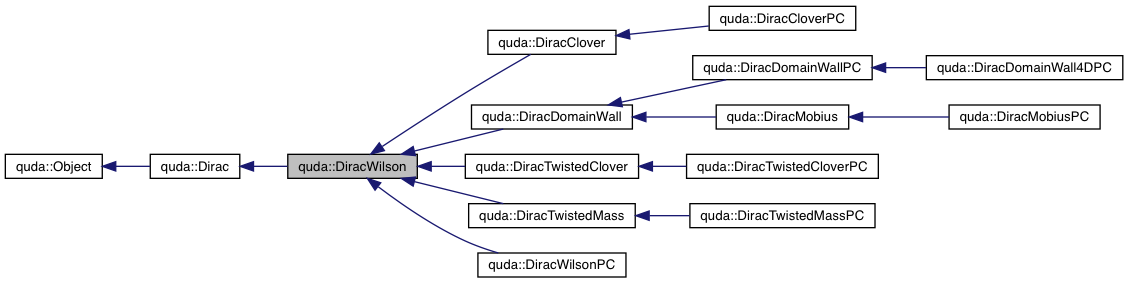 quda::DiracCloverPC
quda::DiracClover
quda::DiracDomainWallPC
quda::DiracDomainWall4DPC
quda::DiracDomainWall
quda::DiracMobius
quda::DiracMobiusPC
quda::Object
quda::Dirac
quda::DiracWilson
quda::DiracTwistedClover
quda::DiracTwistedCloverPC
quda::DiracTwistedMass
quda::DiracTwistedMassPC
quda::DiracWilsonPC